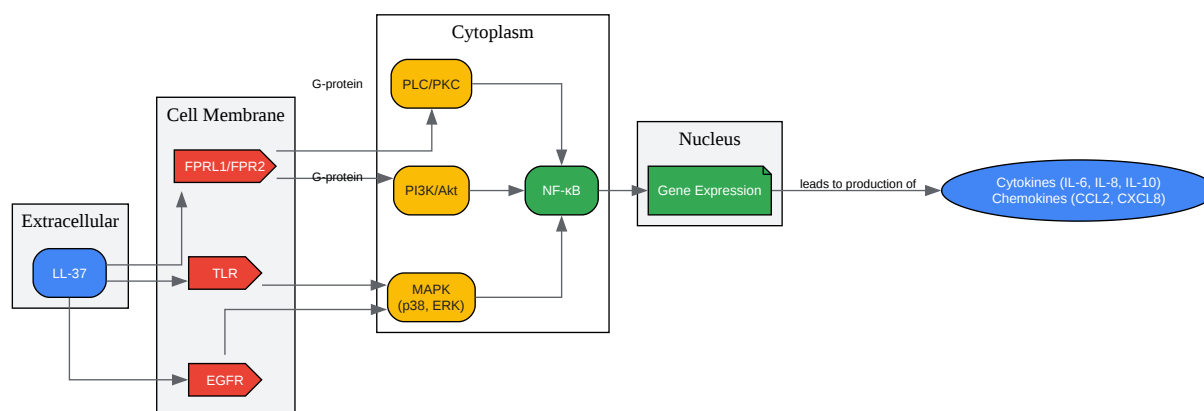 Cytoplasm
G-protein
PLC/PKC
Cell Membrane
Nucleus
FPRL1/FPR2
G-protein
PI3K/Akt
NF-κB
Gene Expression
leads to production of
Cytokines (IL-6, IL-8, IL-10)
Chemokines (CCL2, CXCL8)
Extracellular
LL-37
TLR
MAPK
(p38, ERK)
EGFR